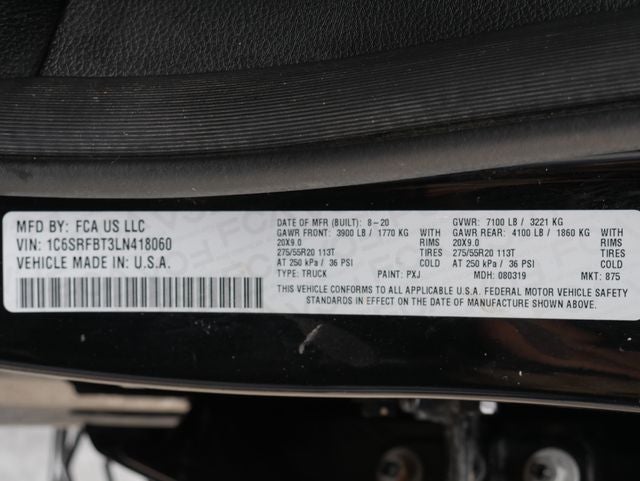 MFD BY: FCA US LLC
VIN: 1C6SRFBT3LN418060
VEHICLE MADE IN: U.S.A.
DATE OF MFR (BUILT): 8-20 GVWR: 7100 LB / 3221 KG
GAWR FRONT: 3900 LB / 1770 KG WITH GAWR REAR: 4100 LB / 1860 KG WITH
20X9.0 RIMS 20X9.0 RIMS
275/55R20 113T TIRES 275/55R20 113T TIRES
AT 250 kPa / 36 PSI COLD AT 250 kPa / 36 PSI COLD
TYPE: TRUCK PAINT: PXJ MDH: 080319 MKT: 875
THIS VEHICLE CONFORMS TO ALL APPLICABLE U.S.A. FEDERAL MOTOR VEHICLE SAFETY
STANDARDS IN EFFECT ON THE DATE OF MANUFACTURE SHOWN ABOVE.